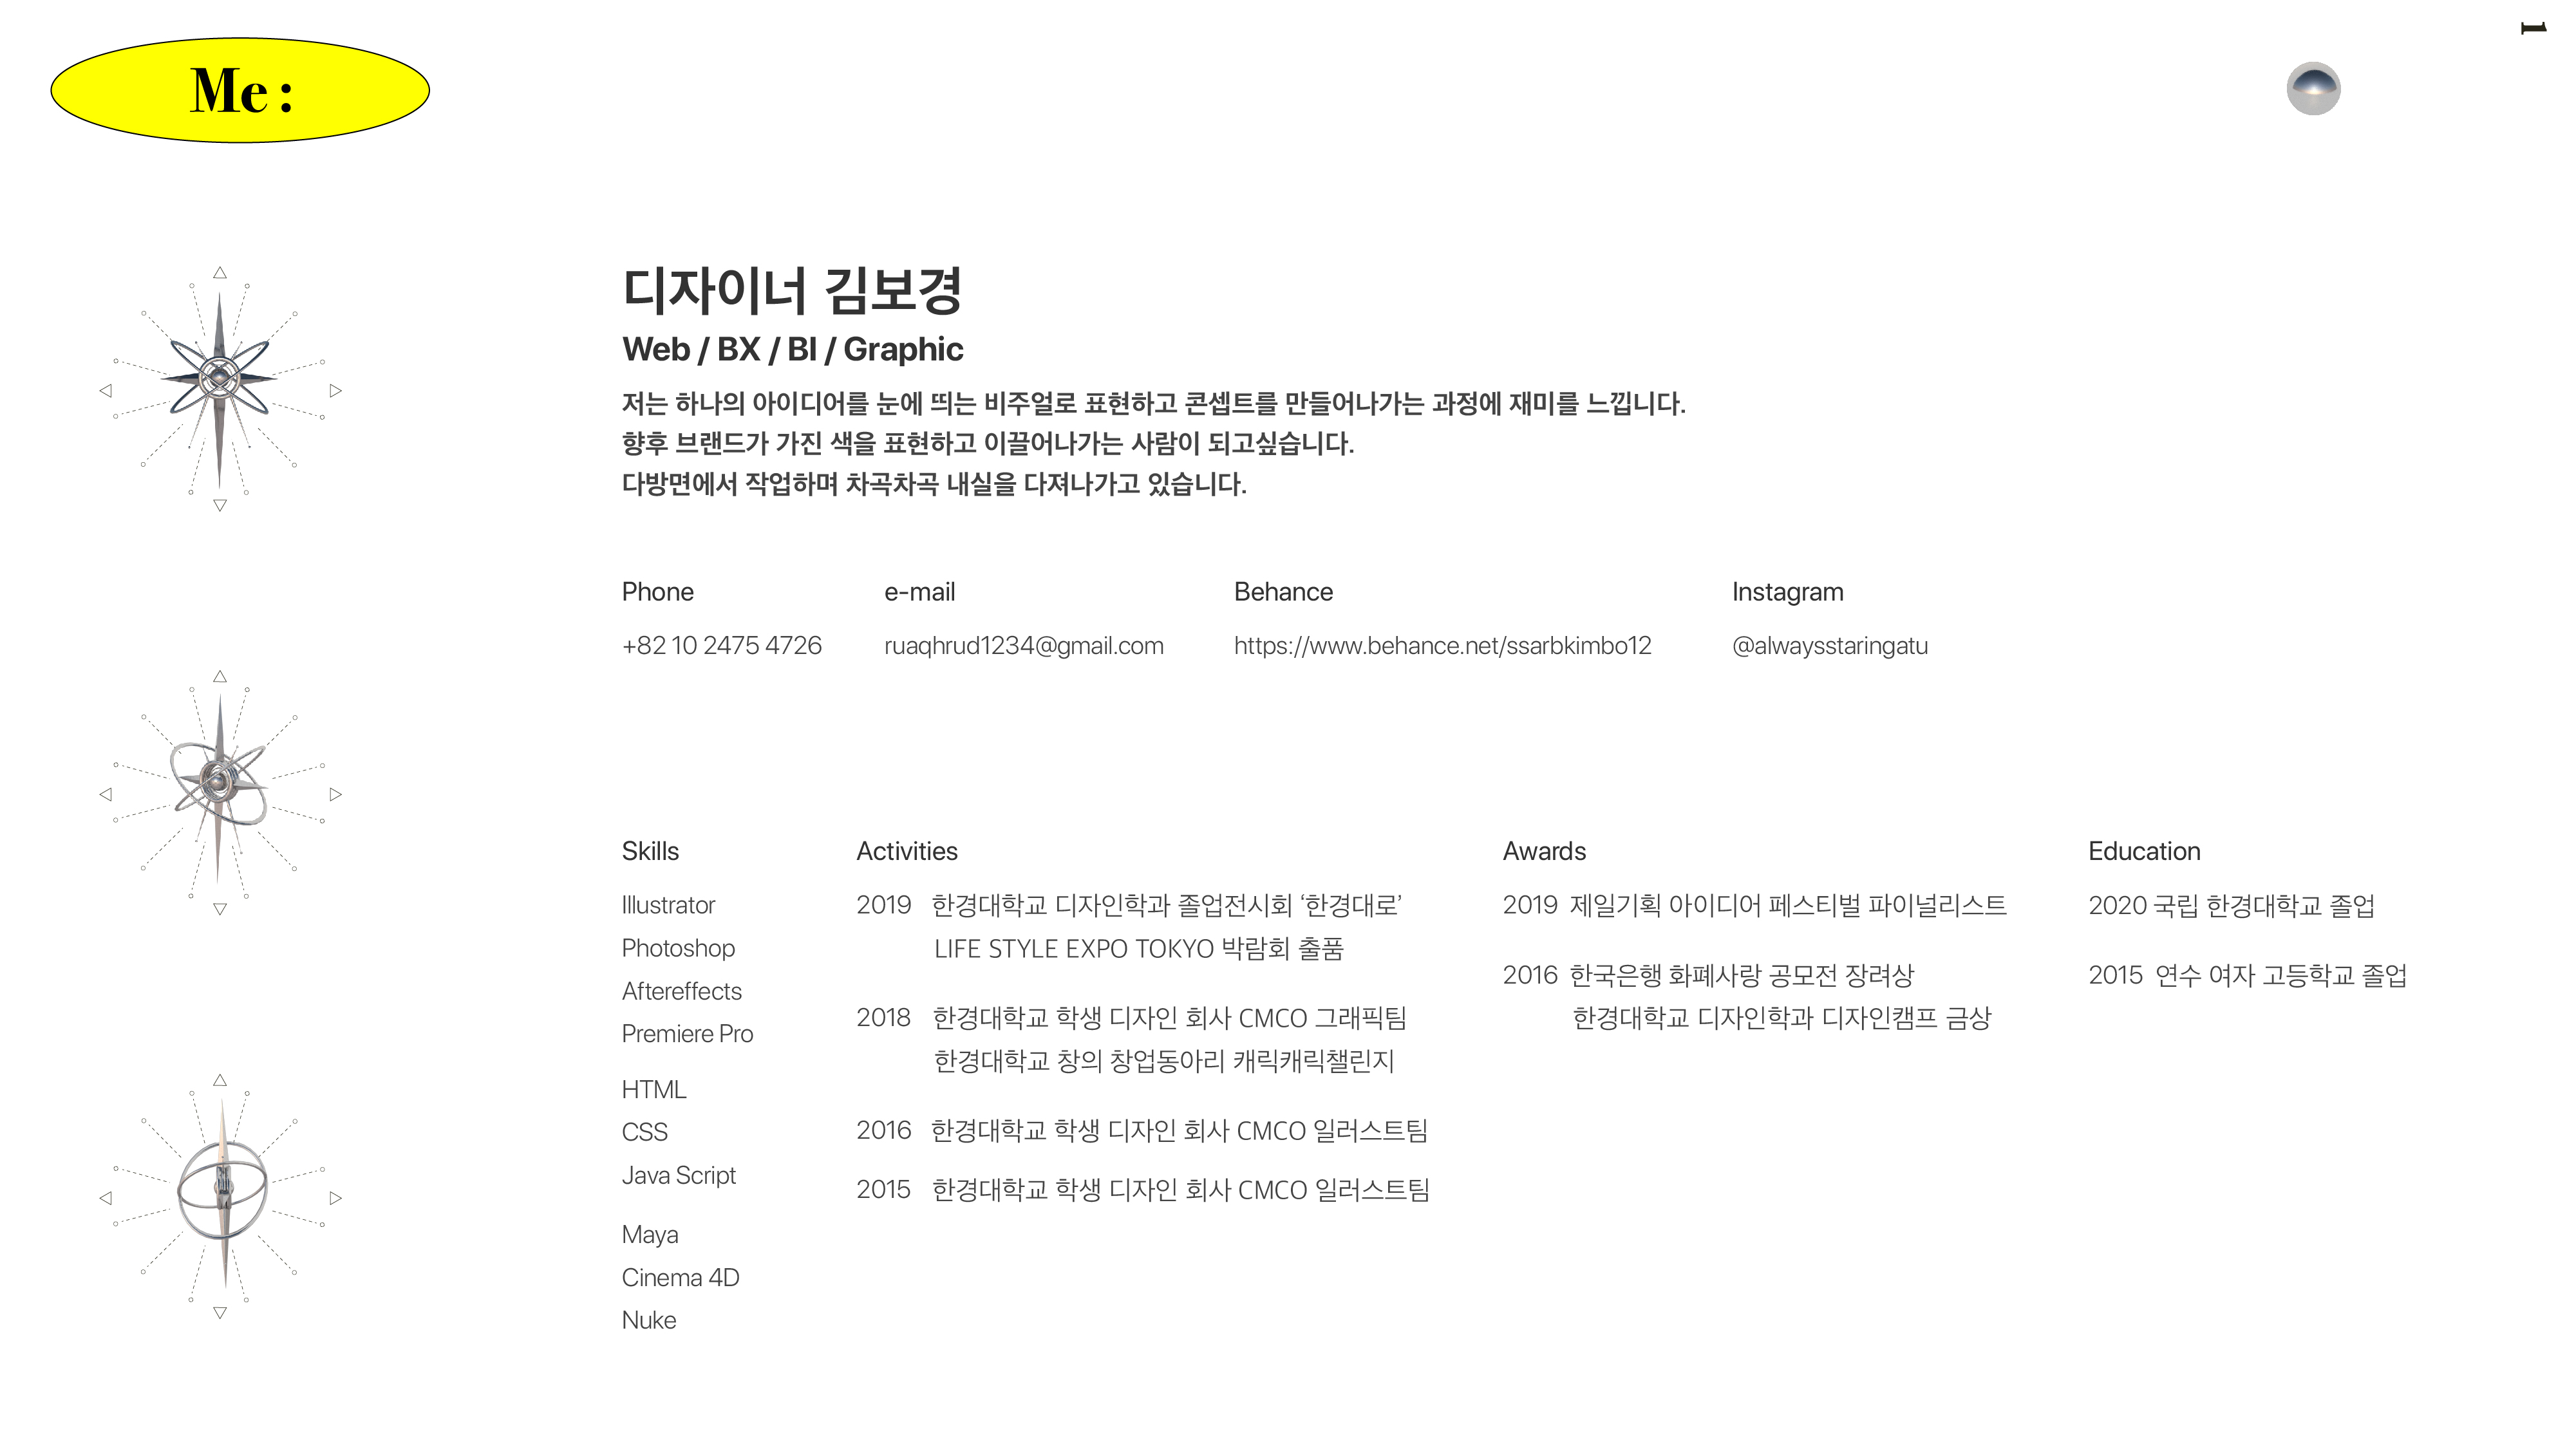 Me :
1
디자이너 김보경
Web / BX / BI / Graphic
저는 하나의 아이디어를 눈에 띄는 비주얼로 표현하고 콘셉트를 만들어나가는 과정에 재미를 느낍니다.
향후 브랜드가 가진 색을 표현하고 이끌어나가는 사람이 되고싶습니다.
다방면에서 작업하며 차곡차곡 내실을 다져나가고 있습니다.
Phone
+82 10 2475 4726
e-mail
ruaqhrud1234@gmail.com
Behance
https://www.behance.net/ssarbkimbo12
Instagram
@alwaysstaringatu
Skills
Illustrator
Photoshop
Aftereffects
Premiere Pro
HTML
CSS
Java Script
Maya
Cinema 4D
Nuke
Activities
2019 한경대학교 디자인학과 졸업전시회 ‘한경대로’
LIFE STYLE EXPO TOKYO 박람회 출품
2018 한경대학교 학생 디자인 회사 CMCO 그래픽팀
한경대학교 창의 창업동아리 캐릭캐릭챌린지
2016 한경대학교 학생 디자인 회사 CMCO 일러스트팀
2015 한경대학교 학생 디자인 회사 CMCO 일러스트팀
Awards
2019 제일기획 아이디어 페스티벌 파이널리스트
2016 한국은행 화폐사랑 공모전 장려상
한경대학교 디자인학과 디자인캠프 금상
Education
2020 국립 한경대학교 졸업
2015 연수 여자 고등학교 졸업